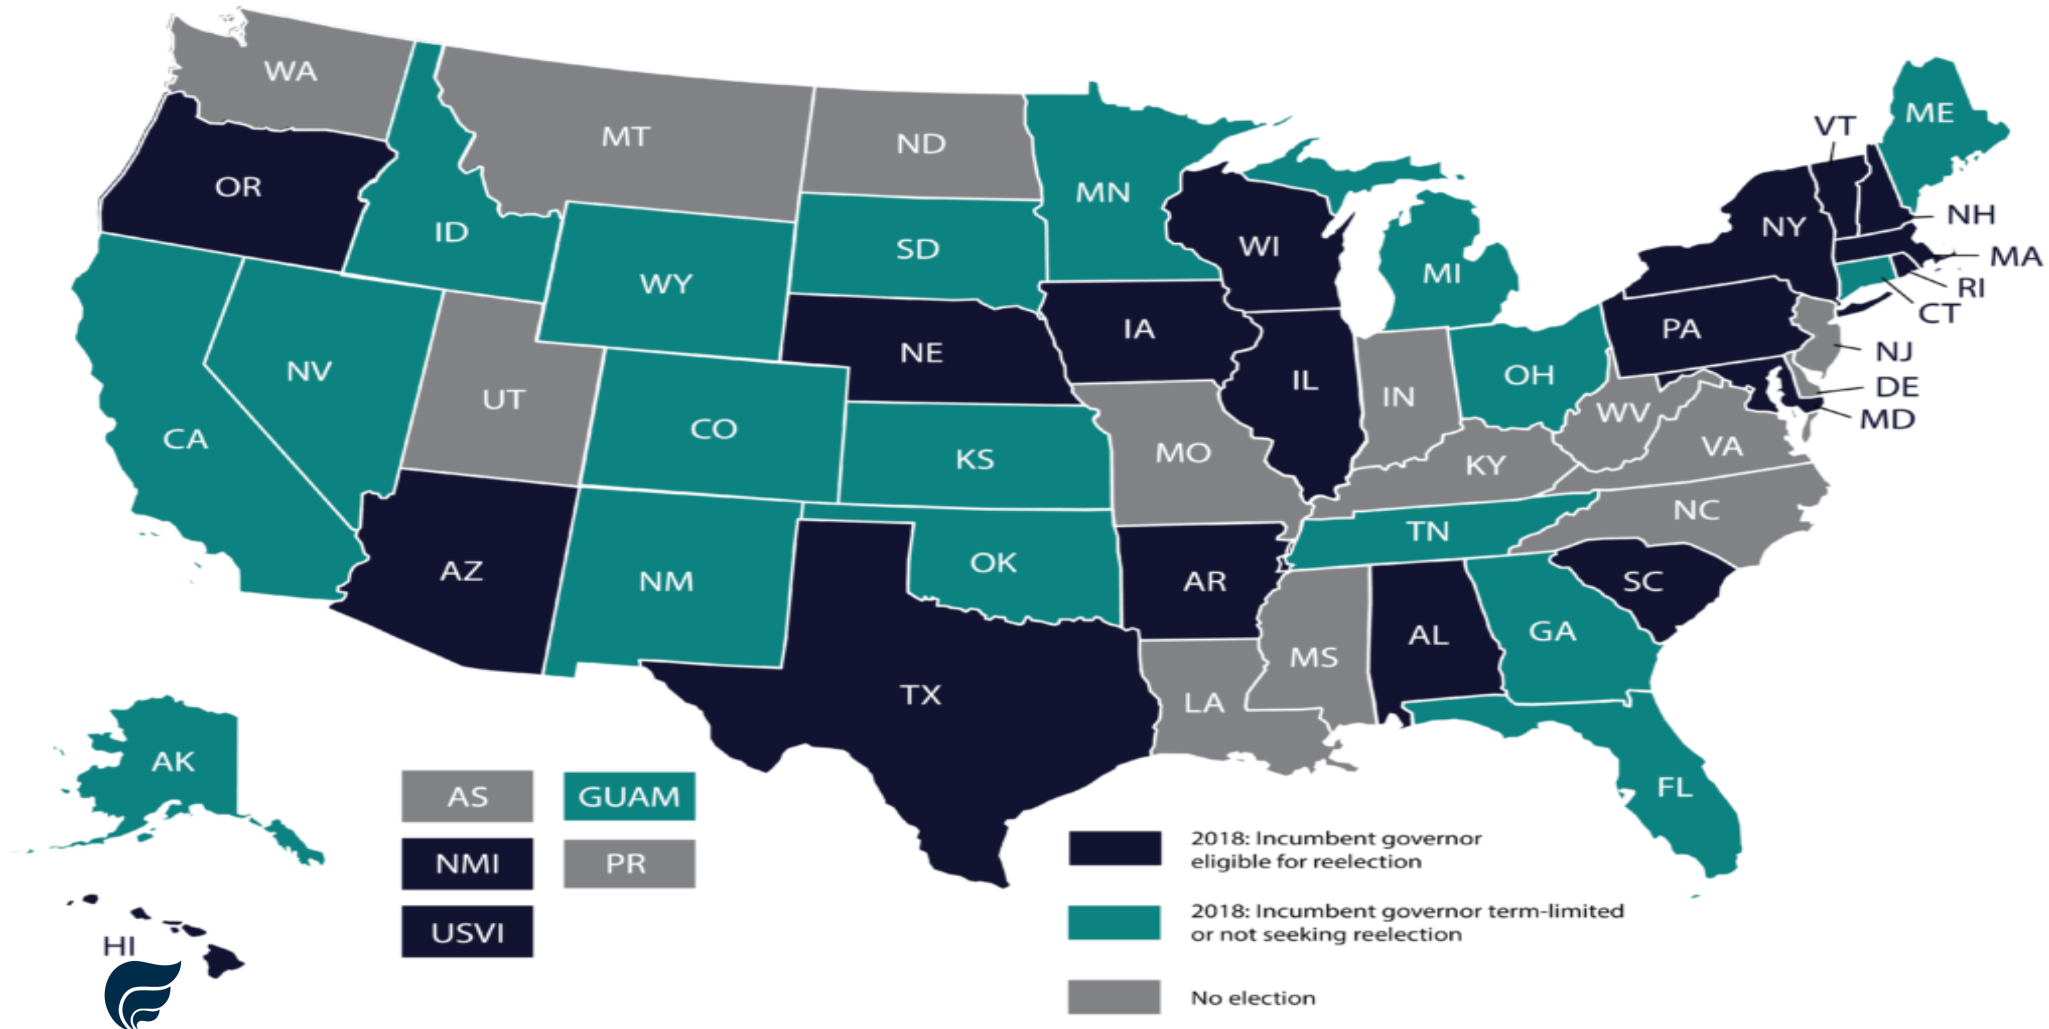 WA
MT
ND
MN
ME
VT
OR
ID
SD
WI
MI
NY
NH
MA
RI
CT
WY
NE
IA
PA
NJ
DE
MD
NV
UT
CO
IL
IN
OH
WV
VA
CA
KS
MO
KY
NC
AZ
NM
OK
AR
TN
SC
TX
LA
MS
AL
GA
FL
AK
HI
AS
GUAM
NMI
PR
USVI
2018: Incumbent governor
eligible for reelection
2018: Incumbent governor term-limited
or not seeking reelection
No election